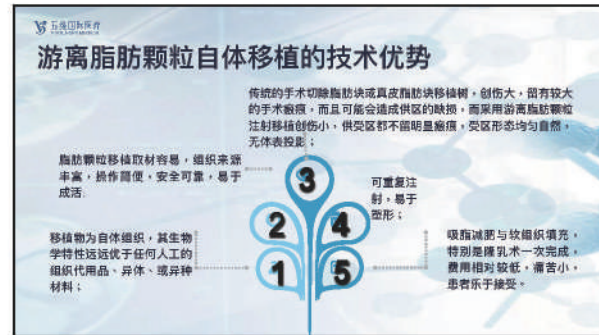 游离脂肪颗粒自体移植的技术优势
传统的手术切除脂肪块或真皮脂肪块移植树，创伤大，留有较大
的手术瘢痕，而且可能会造成供区的缺损，而采用游离脂肪颗粒
注射移植创伤小，供受区都不留明显瘢痕，受区形态均匀自然，
无体表投影；
脂肪颗粒移植取材容易，组织来源
丰富，操作简便，安全可靠，易于
成活.
3
可重复注
射，易于
塑形；
2
4
移植物为自体组织，其生物
学特性远远优于任何人工的
组织代用品、异体、或异种
材料；
1
5
吸脂减肥与软组织填充，
特别是隆乳术一次完成，
费用相对较低，痛苦小，
患者乐于接受。